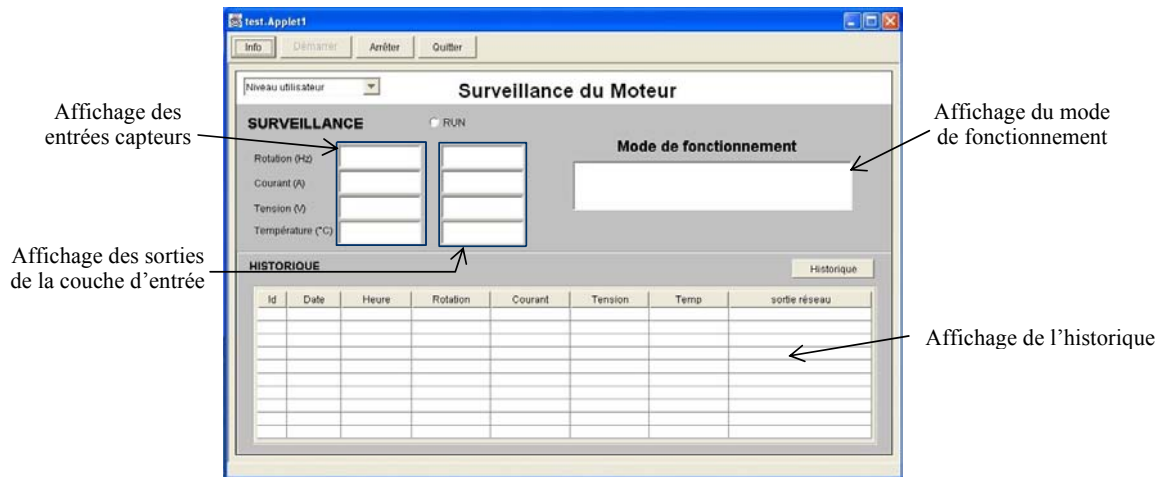 test.Applet1
Info Démarrer Arrêter Quitter
Niveau utilisateur
Surveillance du Moteur
SURVEILLANCE
RUN
Rotation (Hz)
Courant (A)
Tension (V)
Température (°C)
Mode de fonctionnement
HISTORIQUE
Historique
Id Date Heure Rotation Courant Tension Temp sortie réseau
Affichage des
entrées capteurs
Affichage des sorties
de la couche d'entrée
Affichage du mode
de fonctionnement
Affichage de l'historique